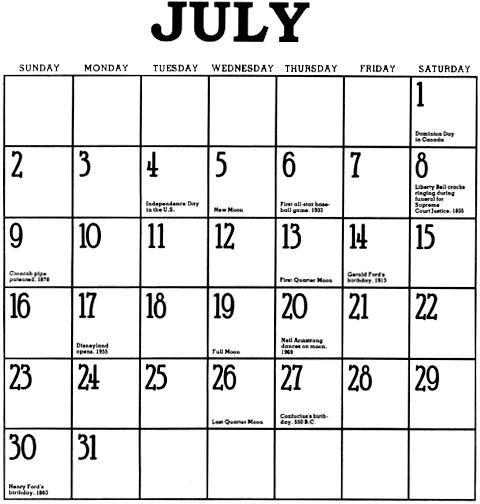 JULY
SUNDAY MONDAY TUESDAY WEDNESDAY THURSDAY FRIDAY SATURDAY
1
Dominion Day
in Canada
2
3
4
Independence Day
in the U.S.
5
New Moon
6
First all-star base-
ball game. 1933
7
8
Liberty Bell cracks
ringing during
funeral for
Supreme
Court Justice. 1835
9
Corncob pipe
patented. 1878
10
11
12
13
First Quarter Moon
14
Gerald Ford's
birthday. 1913
15
16
17
Disneyland
opens. 1955
18
19
Full Moon
20
Neil Armstrong
dances on moon.
1969
21
22
23
24
25
26
Last Quarter Moon
27
Confucius's birth-
day. 550 B.C.
28
29
30
Henry Ford's
birthday. 1863
31